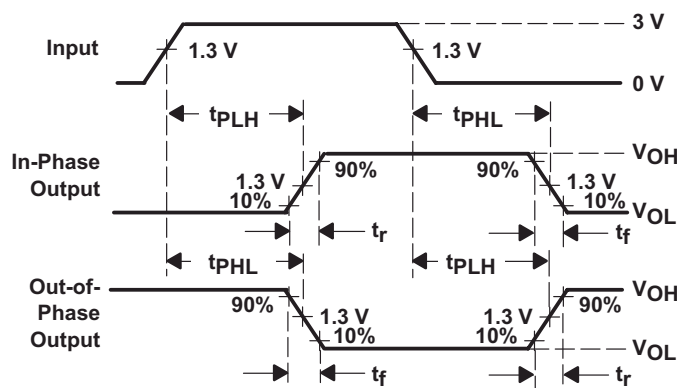 3 V
Input
1.3 V
1.3 V
0 V
tPLH
tPHL
VOH
In-Phase
Output
90%
90%
1.3 V
1.3 V
10%
10%
VOL
tr
tf
tPHL
tPLH
Out-of-
Phase
Output
VOH
90%
90%
1.3 V
1.3 V
10%
10%
VOL
tf
tr